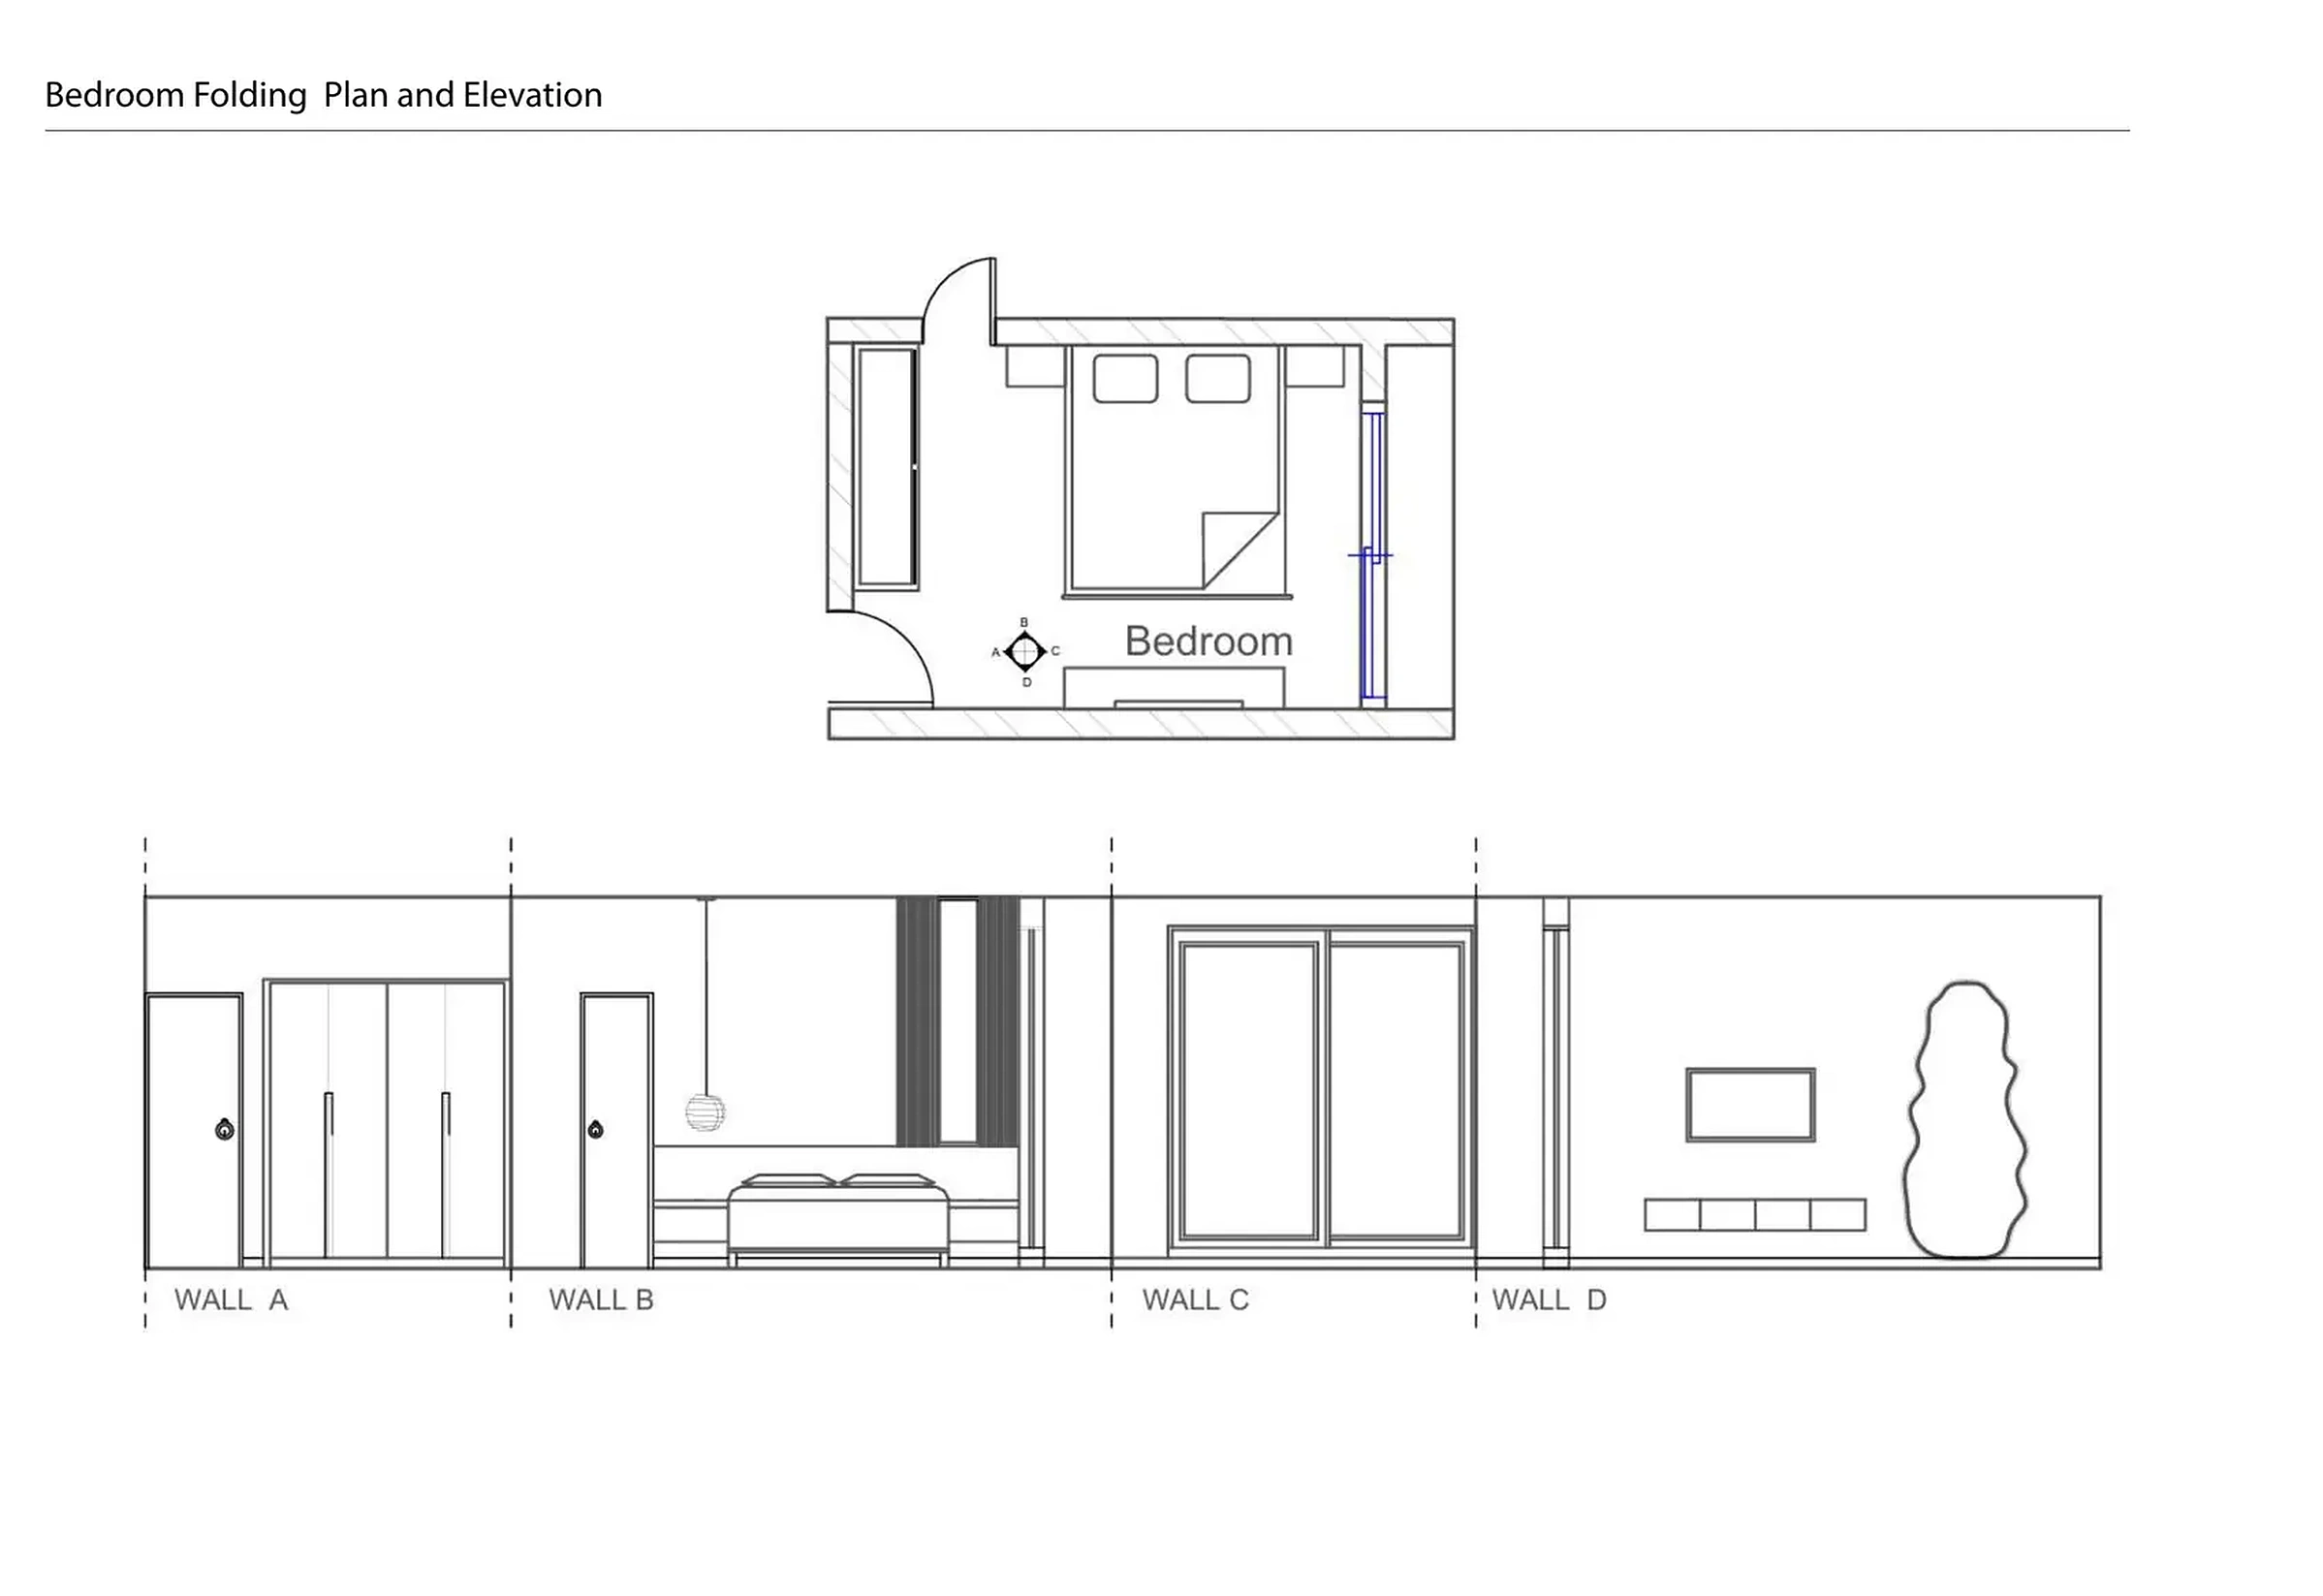 Bedroom Folding  Plan and Elevation
B
A C
D
Bedroom
WALL  A
WALL B
WALL C
WALL  D